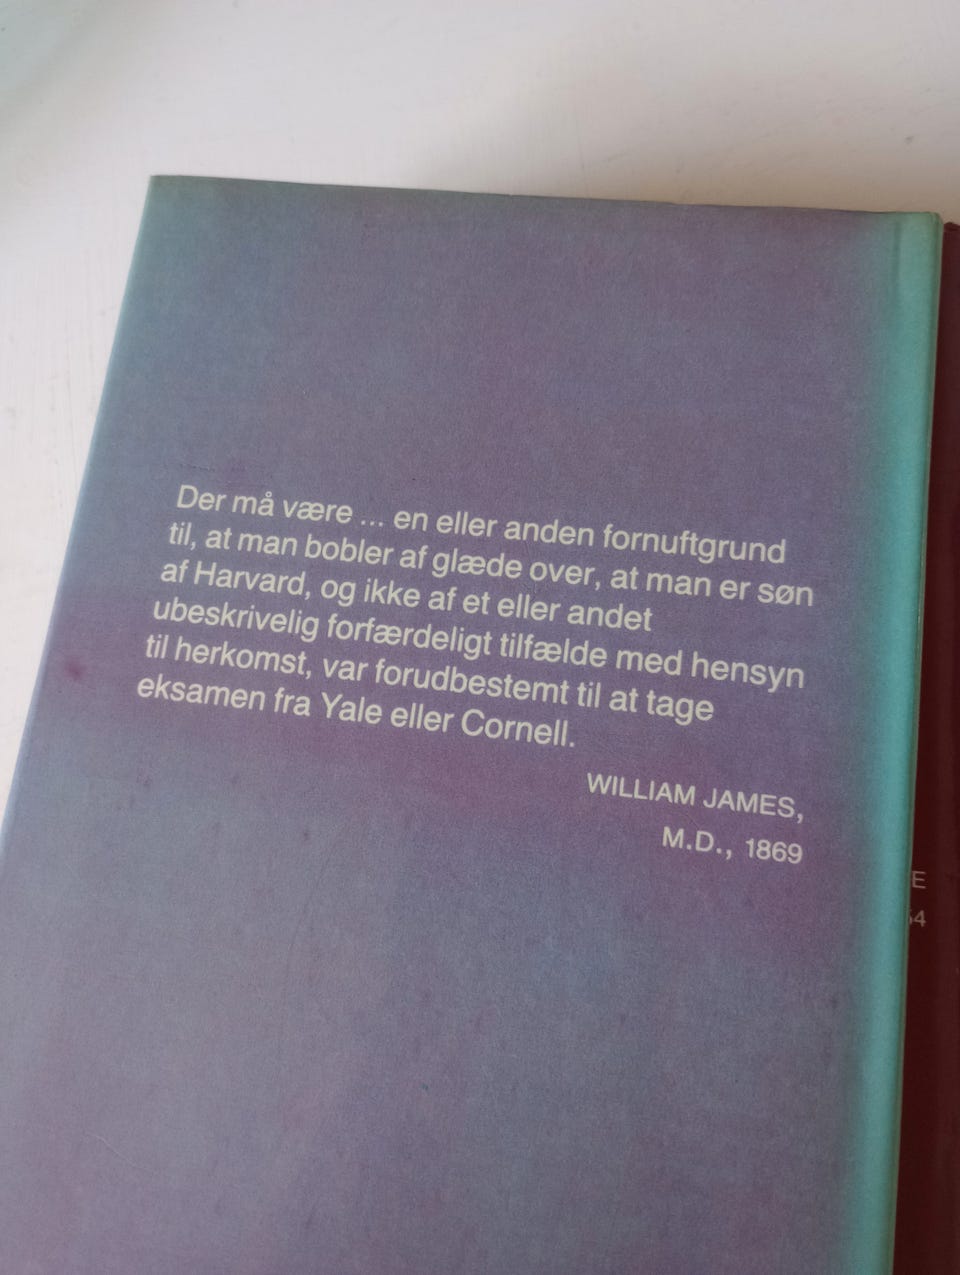 Der må være ... en eller anden fornuftgrund
til, at man bobler af glæde over, at man er søn
af Harvard, og ikke af et eller andet
ubeskrivelig forfærdeligt tilfælde med hensyn
til herkomst, var forudbestemt til at tage
eksamen fra Yale eller Cornell.
WILLIAM JAMES,
M.D., 1869
E